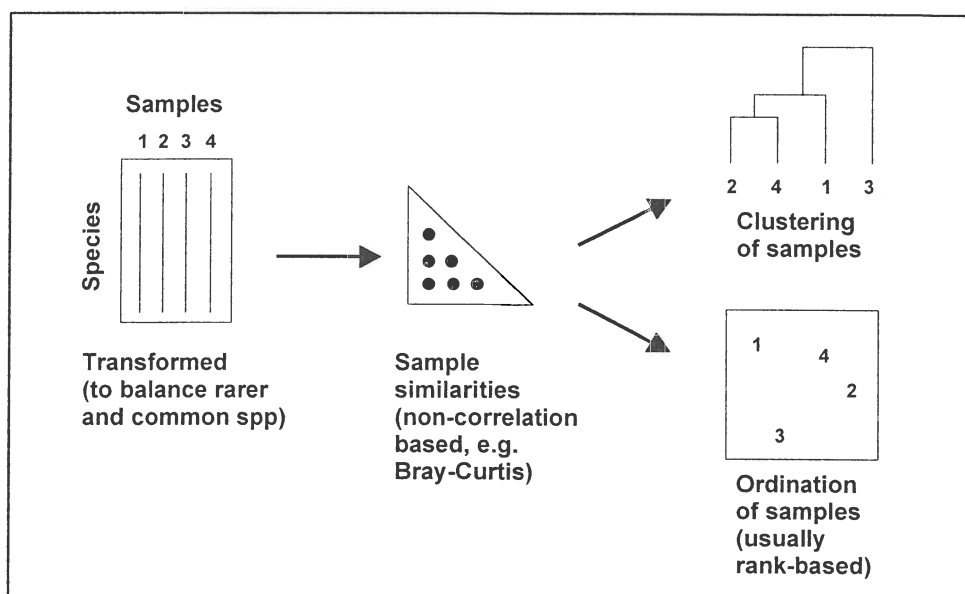 Samples
1 2 3 4
Species
Transformed
(to balance rarer
and common spp)
Sample
similarities
(non-correlation
based, e.g.
Bray-Curtis)
2 4 1 3
Clustering
of samples
1
4
2
3
Ordination
of samples
(usually
rank-based)